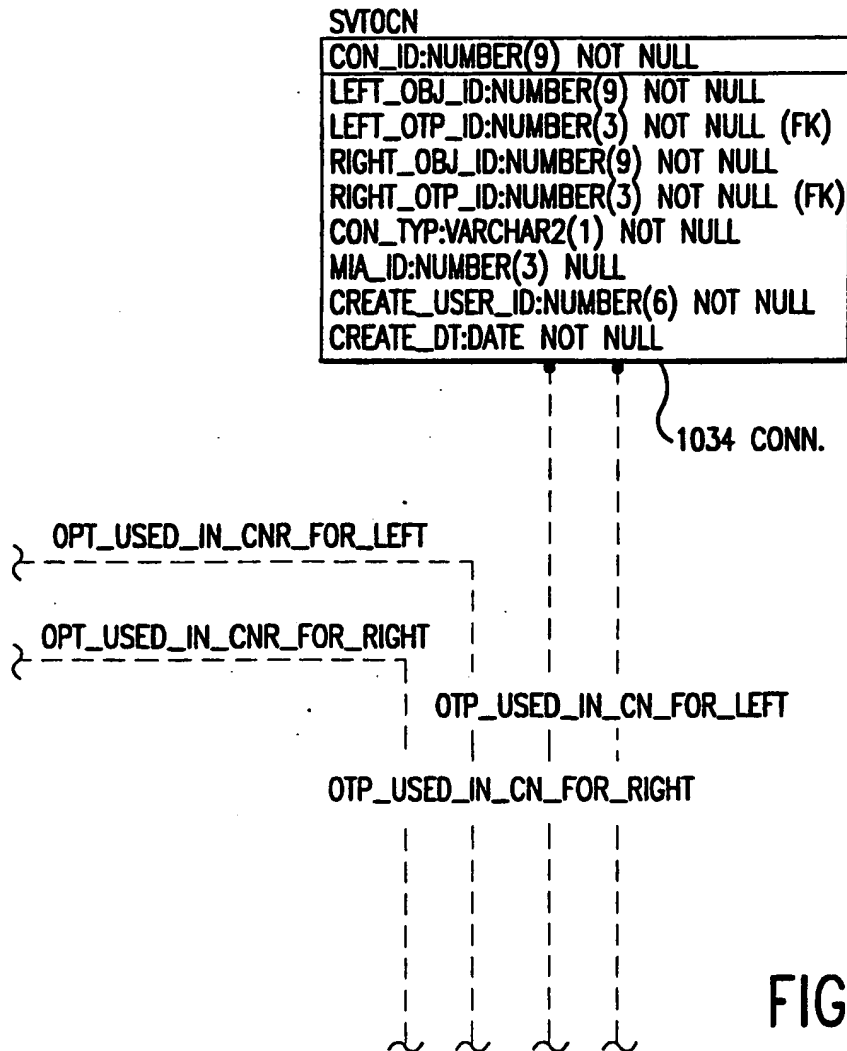 SVTOCN
CON_ID:NUMBER(9) NOT NULL
LEFT_OBJ_ID:NUMBER(9) NOT NULL
LEFT_OTP_ID:NUMBER(3) NOT NULL (FK)
RIGHT_OBJ_ID:NUMBER(9) NOT NULL
RIGHT_OTP_ID:NUMBER(3) NOT NULL (FK)
CON_TYP:VARCHAR2(1) NOT NULL
MIA_ID:NUMBER(3) NULL
CREATE_USER_ID:NUMBER(6) NOT NULL
CREATE_DT:DATE NOT NULL
1034 CONN.
OPT_USED_IN_CNR_FOR_LEFT
OPT_USED_IN_CNR_FOR_RIGHT
OTP_USED_IN_CN_FOR_LEFT
OTP_USED_IN_CN_FOR_RIGHT
FIG